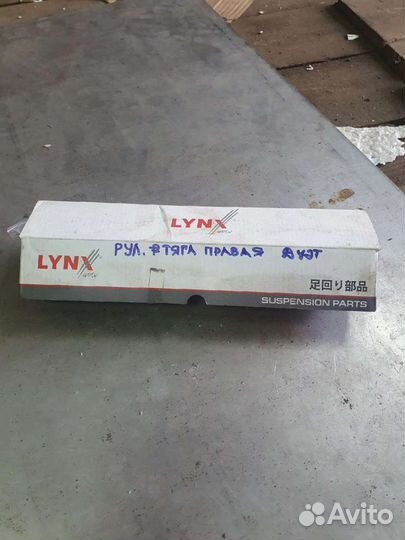 LYNX
LYNX
РУЛ. ТЯГА ПРАВАЯ
足回り部品
SUSPENSION PARTS
Avito